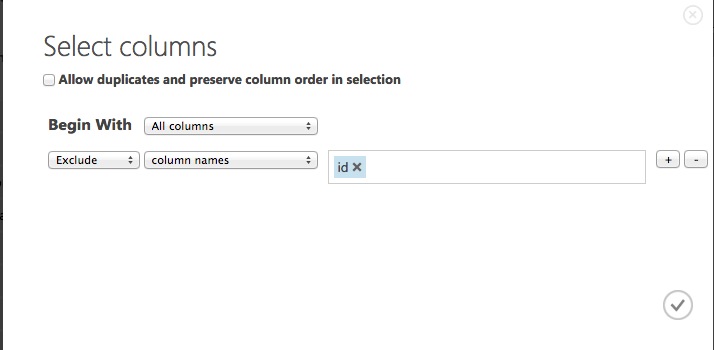 Select columns
Allow duplicates and preserve column order in selection
Begin With All columns
Exclude column names id × + -